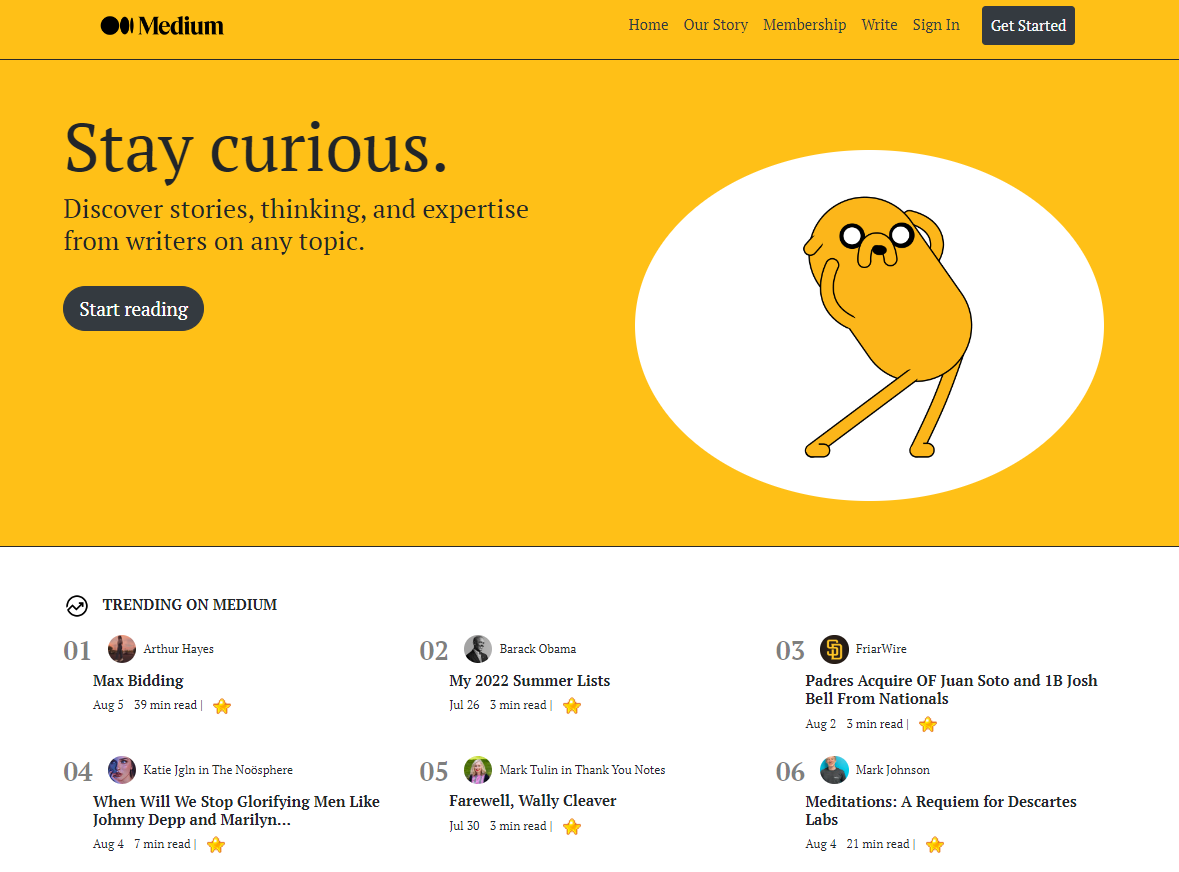 Medium
Home Our Story Membership Write Sign In Get Started
Stay curious.
Discover stories, thinking, and expertise
from writers on any topic.
Start reading
TRENDING ON MEDIUM
01 Arthur Hayes
Max Bidding
Aug 5 39 min read |
02 Barack Obama
My 2022 Summer Lists
Jul 26 3 min read |
03 SD FriarWire
Padres Acquire OF Juan Soto and 1B Josh
Bell From Nationals
Aug 2 3 min read |
04 Katie Jgln in The Noösphere
When Will We Stop Glorifying Men Like
Johnny Depp and Marilyn…
Aug 4 7 min read |
05 Mark Tulin in Thank You Notes
Farewell, Wally Cleaver
Jul 30 3 min read |
06 Mark Johnson
Meditations: A Requiem for Descartes
Labs
Aug 4 21 min read |